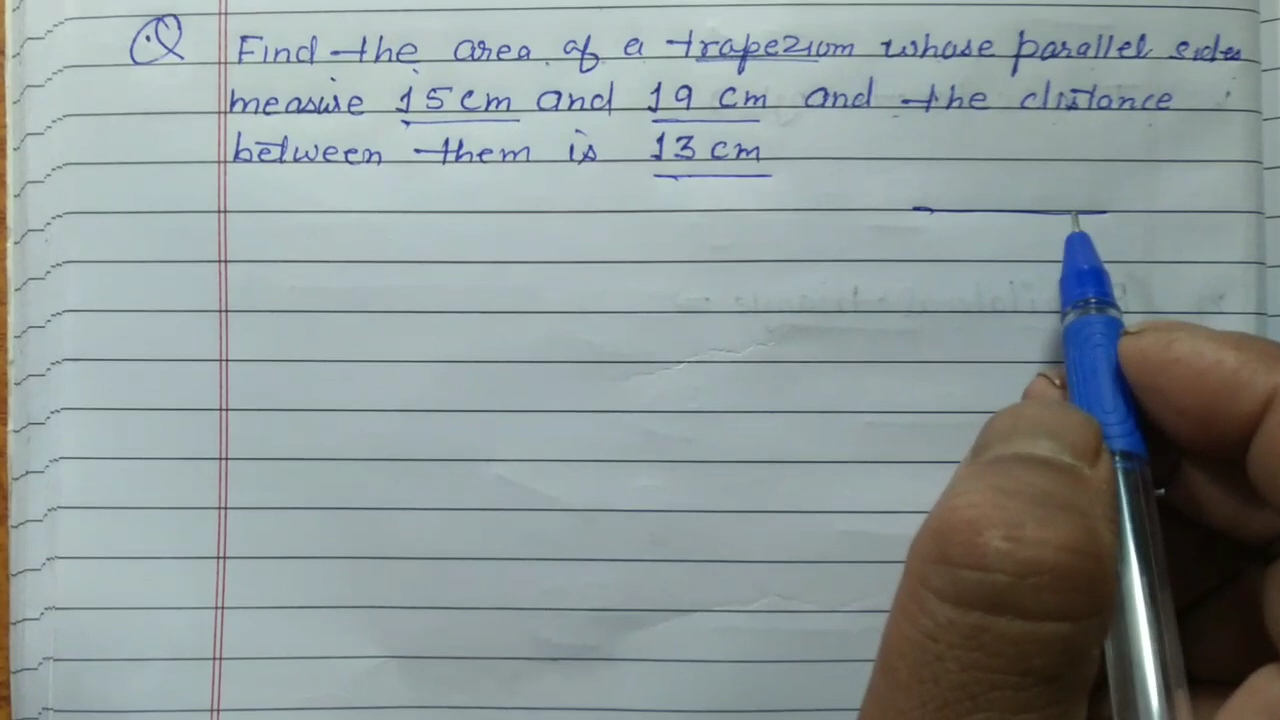 Q Find the area of a trapezium whose parallel sides
measure 15 cm and 19 cm and the distance
between them is 13 cm